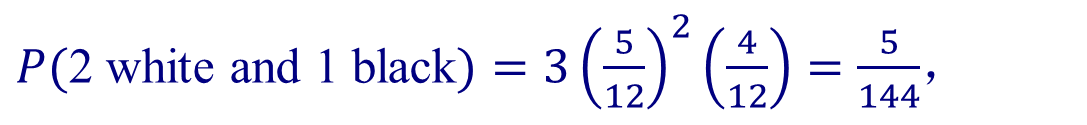 P(2 white and 1 black) = 3 (5/12)² (4/12) = 5/144,